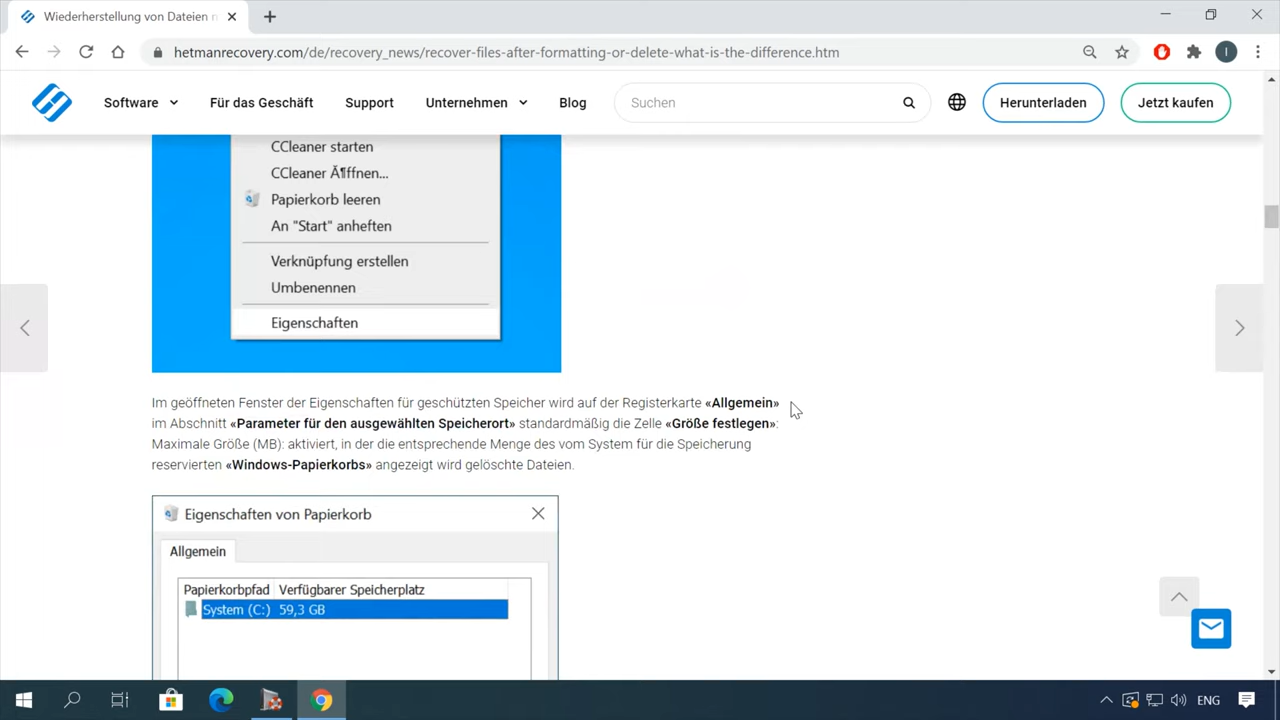 Wiederherstellung von Dateien n
hetmanrecovery.com/de/recovery_news/recover-files-after-formatting-or-delete-what-is-the-difference.htm
I
Software Für das Geschäft Support Unternehmen Blog Suchen Herunterladen Jetzt kaufen
CCleaner starten
CCleaner Ă¶ffnen...
Papierkorb leeren
An "Start" anheften
Verknüpfung erstellen
Umbenennen
Eigenschaften
Im geöffneten Fenster der Eigenschaften für geschützten Speicher wird auf der Registerkarte «Allgemein»
im Abschnitt «Parameter für den ausgewählten Speicherort» standardmäßig die Zelle «Größe festlegen»:
Maximale Größe (MB): aktiviert, in der die entsprechende Menge des vom System für die Speicherung
reservierten «Windows-Papierkorbs» angezeigt wird gelöschte Dateien.
Eigenschaften von Papierkorb
Allgemein
Papierkorbpfad Verfügbarer Speicherplatz
System (C:) 59,3 GB
ENG